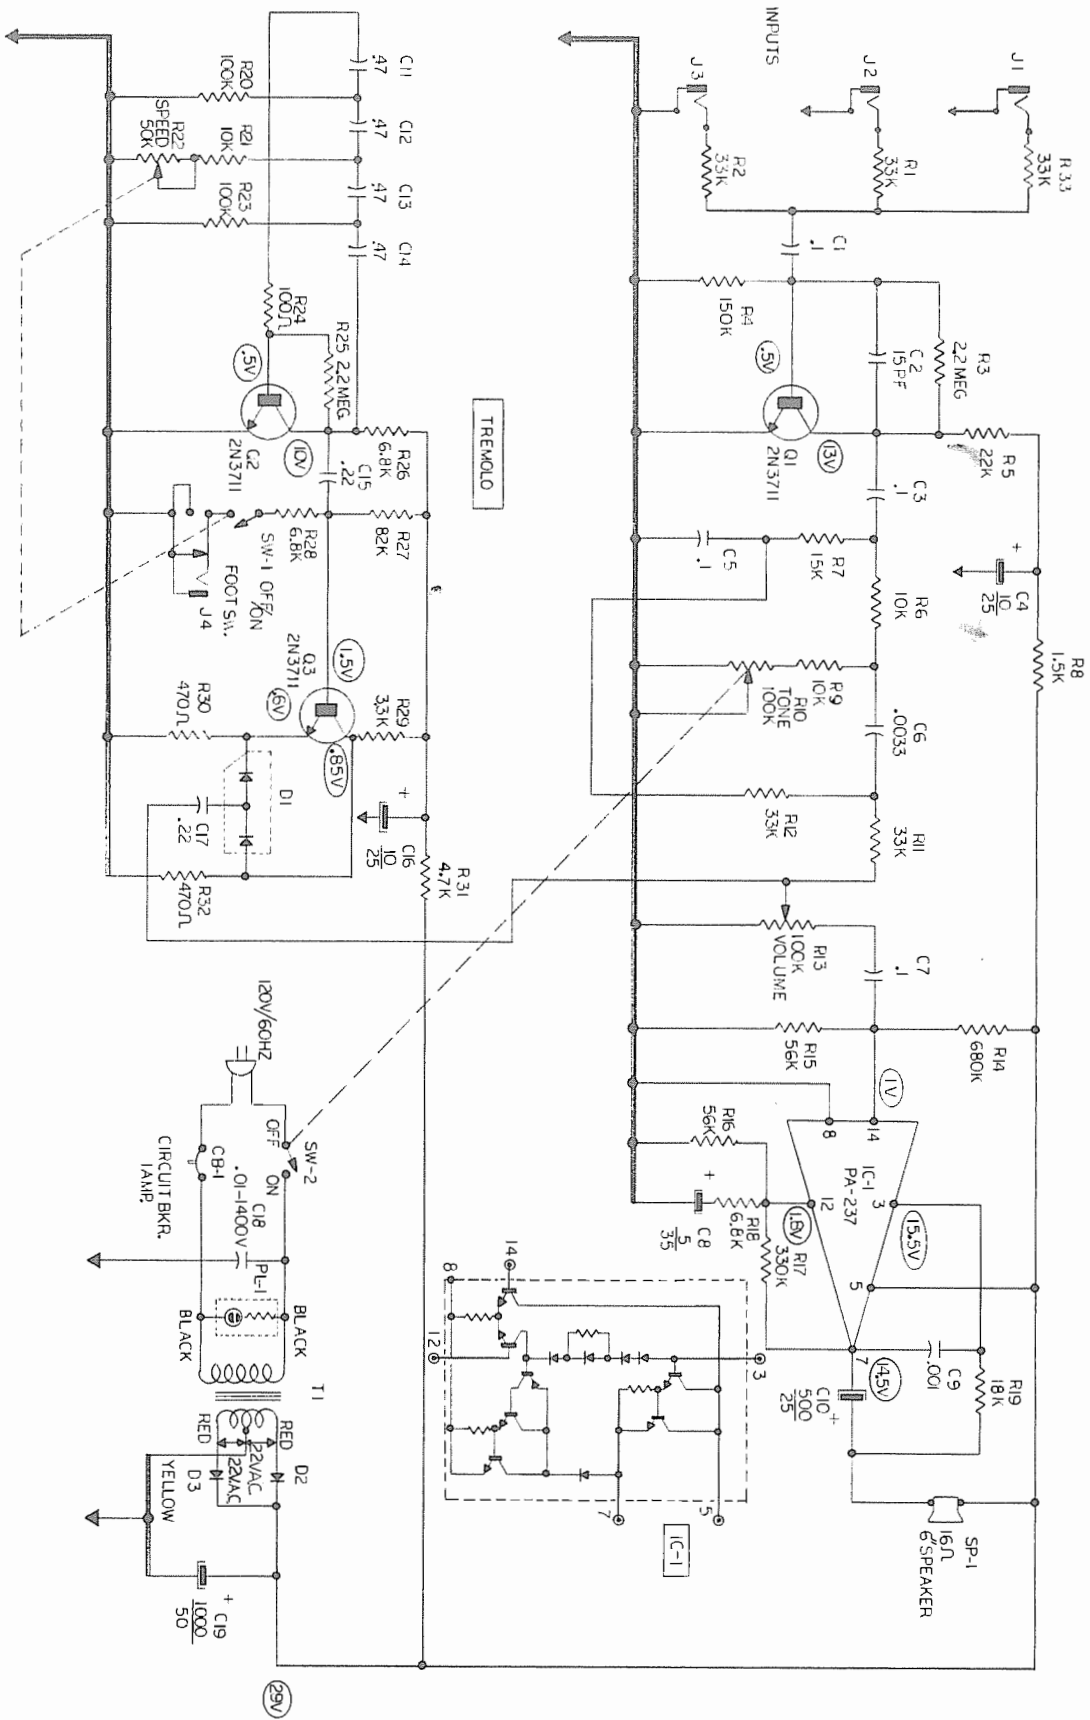 INPUTS
J1
R33
33K
J2
R1
33K
J3
R2
33K
C1
.1
R4
150K
R3
2.2MEG
C2
15PF
.5V
Q1
2N3711
13V
R5
22K
C3
.1
C4
+
10
25
R7
15K
C5
.1
R6
10K
R8
1.5K
R9
10K
R10
TONE
100K
C6
.0033
R12
33K
R11
33K
R13
100K
VOLUME
C7
.1
R14
680K
R15
56K
1V
14
8
IC-1
PA-237
3
12
5
7
15.5V
1.8V
14.5V
R16
56K
R18
6.8K
C8
+
5
35
R17
330K
C9
.001
R19
18K
C10
+
500
25
SP-1
16Ω
6"SPEAKER
14
8
12
3
7
5
IC-1
TREMOLO
C11
.47
C12
.47
C13
.47
C14
.47
R20
100K
R21
10K
R22
SPEED
50K
R23
100K
R24
100Ω
R25 2.2MEG
.5V
Q2
2N3711
10V
R26
6.8K
C15
.22
R27
82K
R28
6.8K
SW-1 OFF/ON
FOOT SW.
J4
Q3
2N3711
1.5V
.6V
.85V
R29
3.3K
R30
470Ω
D1
C17
.22
R32
470Ω
C16
+
10
25
R31
4.7K
120V/60HZ
SW-2
OFF
ON
CB-1
CIRCUIT BKR.
1AMP.
C18
.01-1400V
PL-1
BLACK
BLACK
T1
RED
RED
22VAC
22VAC
YELLOW
D2
D3
C19
+
1000
50
29V